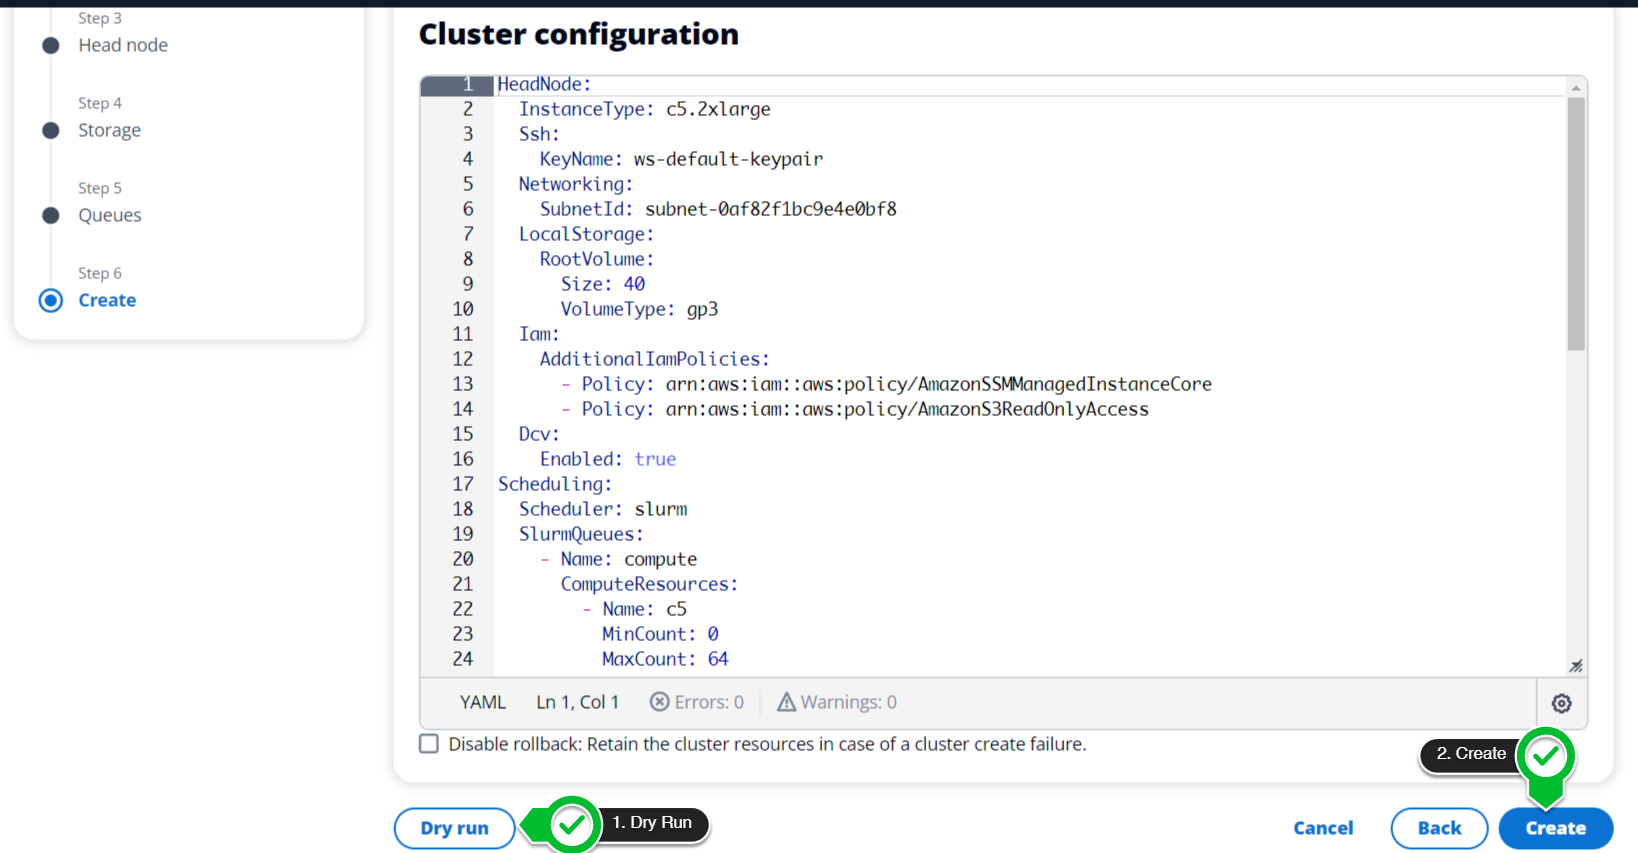 Step 3
Head node
Step 4
Storage
Step 5
Queues
Step 6
Create
Cluster configuration
1 HeadNode:
2 InstanceType: c5.2xlarge
3 Ssh:
4 KeyName: ws-default-keypair
5 Networking:
6 SubnetId: subnet-0af82f1bc9e4e0bf8
7 LocalStorage:
8 RootVolume:
9 Size: 40
10 VolumeType: gp3
11 Iam:
12 AdditionalIamPolicies:
13 - Policy: arn:aws:iam::aws:policy/AmazonSSMManagedInstanceCore
14 - Policy: arn:aws:iam::aws:policy/AmazonS3ReadOnlyAccess
15 Dcv:
16 Enabled: true
17 Scheduling:
18 Scheduler: slurm
19 SlurmQueues:
20 - Name: compute
21 ComputeResources:
22 - Name: c5
23 MinCount: 0
24 MaxCount: 64
YAML Ln 1, Col 1 Errors: 0 Warnings: 0
Disable rollback: Retain the cluster resources in case of a cluster create failure.
2. Create
Dry run 1. Dry Run Cancel Back Create